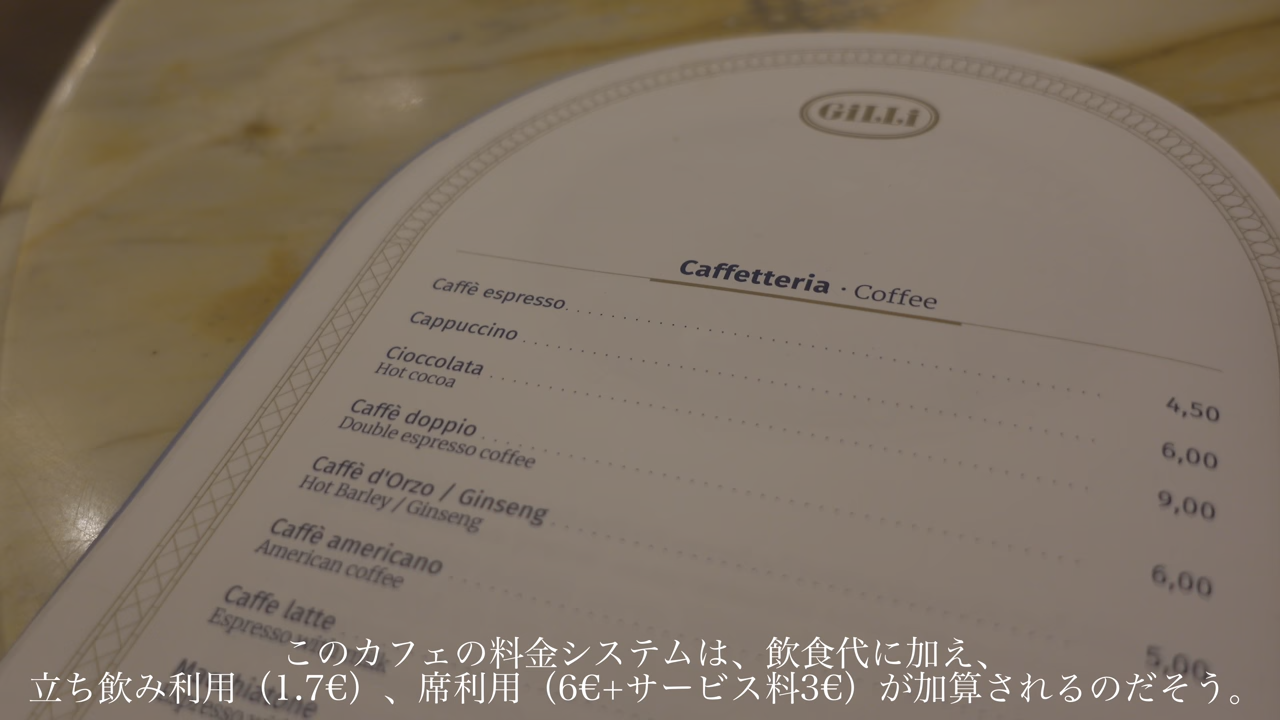 GiLLi
Caffetteria · Coffee
Caffè espresso 4,50
Cappuccino 6,00
Cioccolata 9,00
Hot cocoa
Caffè doppio 6,00
Double espresso coffee
Caffè d'Orzo / Ginseng 5,00
Hot Barley / Ginseng
Caffè americano
American coffee
Caffe latte
Espresso with milk
Macchiatone
このカフェの料金システムは、飲食代に加え、
立ち飲み利用（1.7€）、席利用（6€+サービス料3€）が加算されるのだそう。